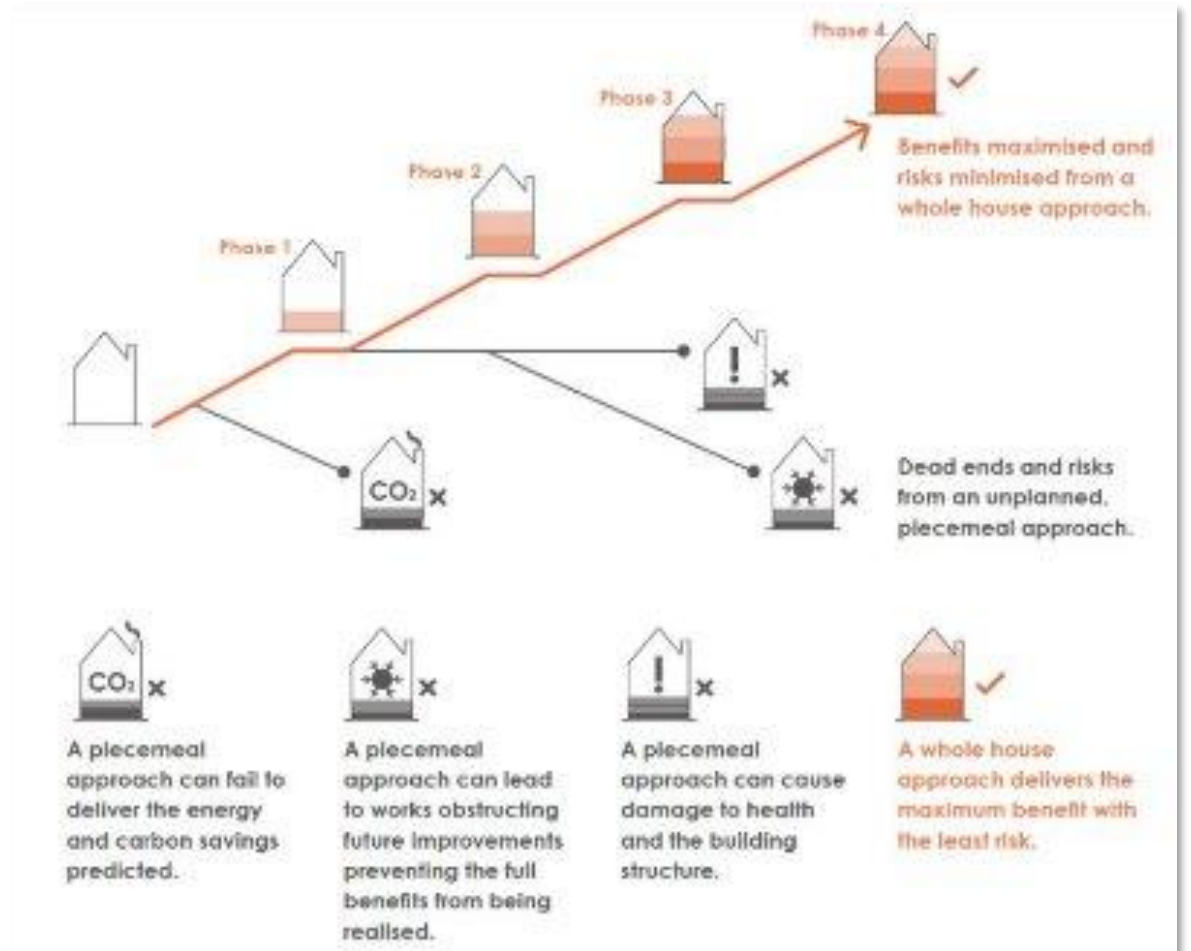 Phase 4
Phase 3
Benefits maximised and
risks minimised from a
whole house approach.
Phase 2
Phase 1
!
CO₂
Dead ends and risks
from an unplanned,
piecemeal approach.
CO₂
A piecemeal
approach can fail to
deliver the energy
and carbon savings
predicted.
A piecemeal
approach can lead
to works obstructing
future improvements
preventing the full
benefits from being
realised.
!
A piecemeal
approach can cause
damage to health
and the building
structure.
A whole house
approach delivers the
maximum benefit with
the least risk.